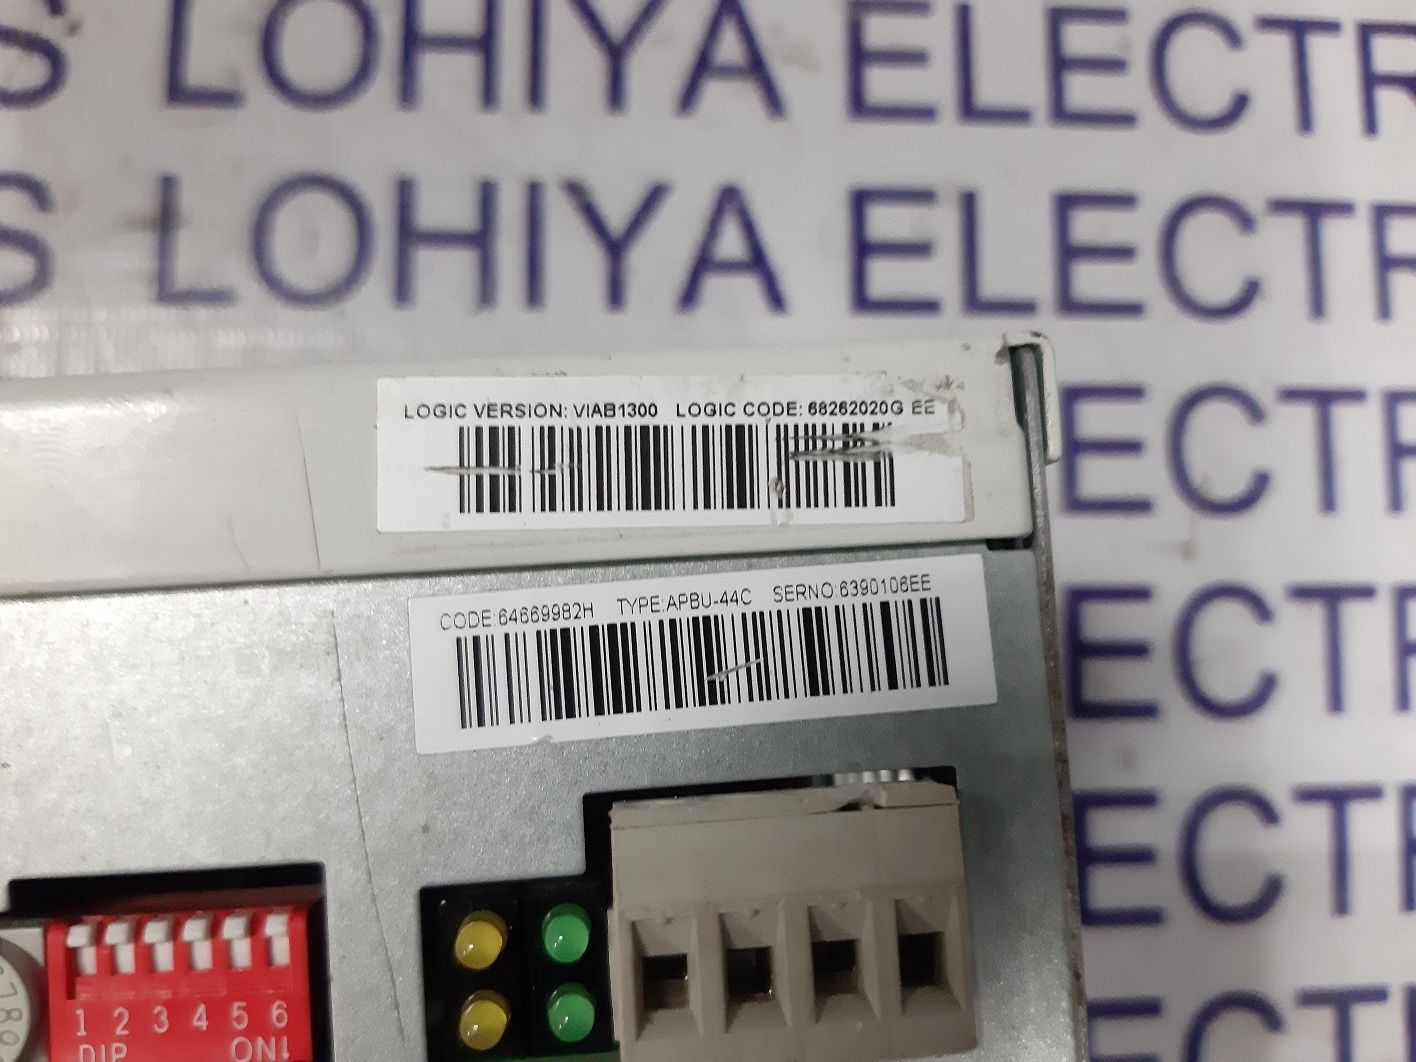 S LOHIYA ELECTR
S LOHIYA ELECTR
LOGIC VERSION: VIAB1300 LOGIC CODE: 68262020G EE
ECTR
CODE:64669982H TYPE:APBU-44C SERNO:6390106EE
ECTR
ECTR
1 2 3 4 5 6
DIP ON↓
789
ECTR